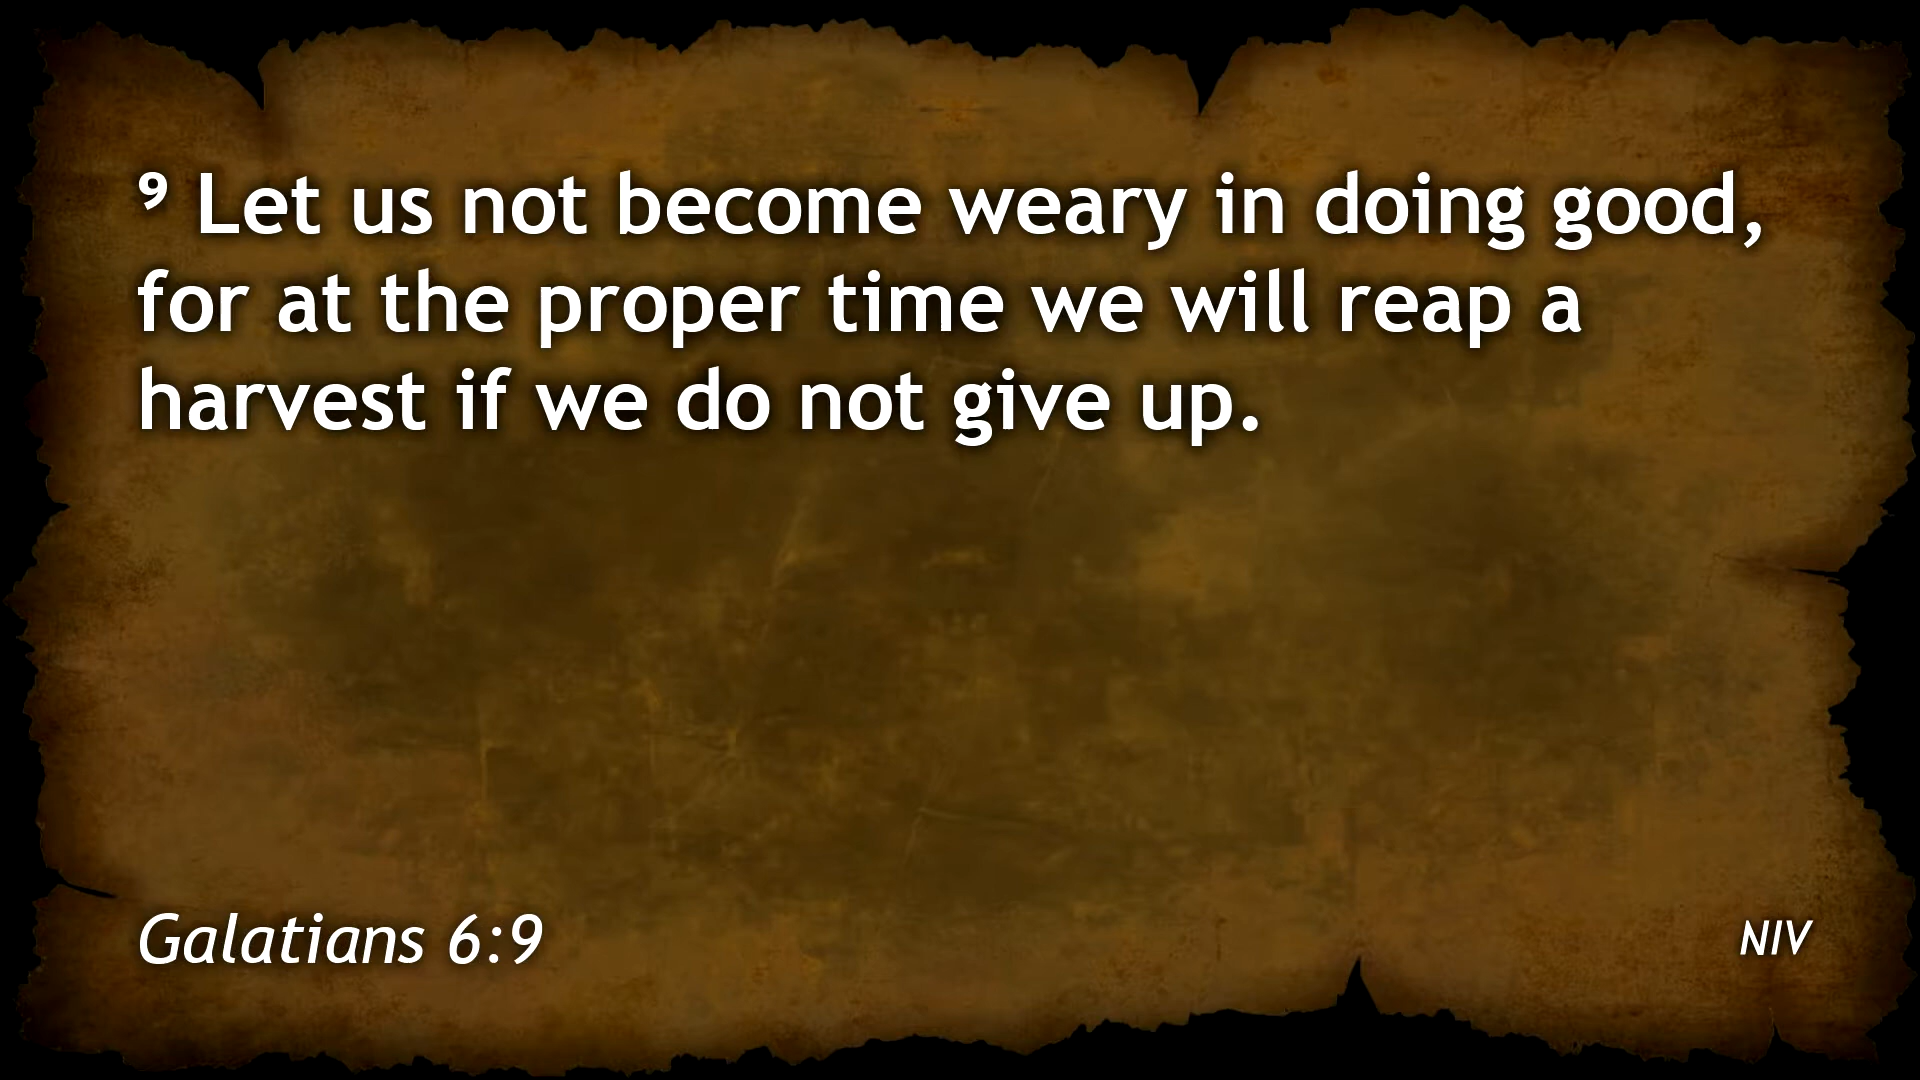 ⁹ Let us not become weary in doing good,
for at the proper time we will reap a
harvest if we do not give up.
Galatians 6:9
NIV